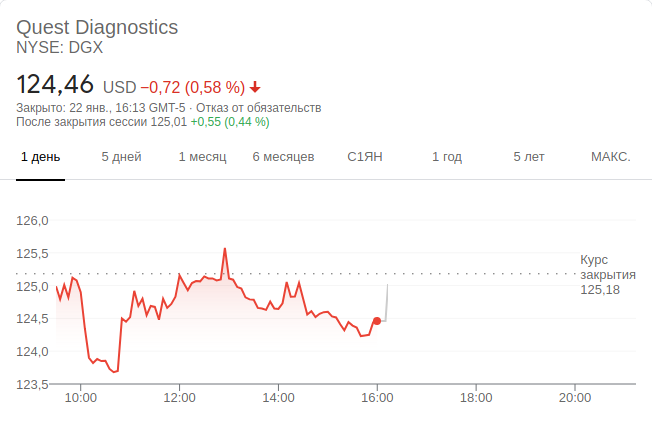 Quest Diagnostics
NYSE: DGX
124,46 USD −0,72 (0,58 %)
Закрыто: 22 янв., 16:13 GMT-5 · Отказ от обязательств
После закрытия сессии 125,01 +0,55 (0,44 %)
1 день 5 дней 1 месяц 6 месяцев С1ЯН 1 год 5 лет МАКС.
126,0
125,5
Курс
закрытия
125,18
125,0
124,5
124,0
123,5
10:00 12:00 14:00 16:00 18:00 20:00